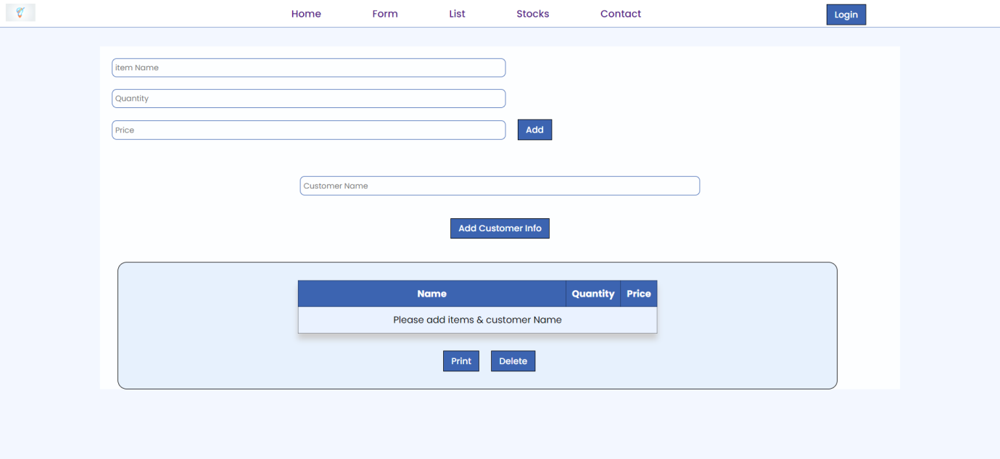 Home Form List Stocks Contact Login
item Name
Quantity
Price Add
Customer Name
Add Customer Info
Name Quantity Price
Please add items & customer Name
Print Delete